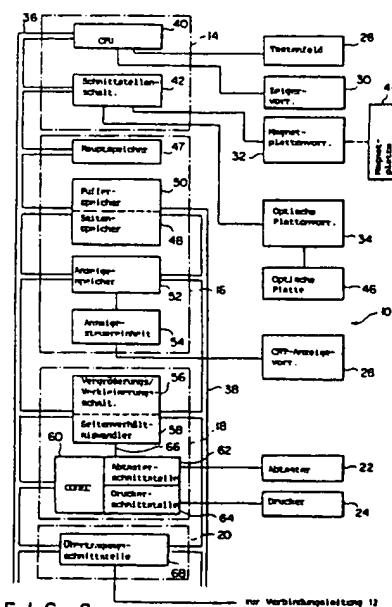 36
40
14
CPU
Tastenfeld
28
42
Schnittstellen-
schalt.
Zeiger-
vorr.
30
Hauptspeicher
47
Magnet-
plattenvorr.
32
Magnet-
platte
50
Puffer-
speicher
Seiten-
speicher
48
Optische
Plattenvorr.
34
Anzeige-
speicher
52
16
Optische
Platte
46
10
Anzeige-
steuereinheit
54
38
CRT-Anzeige-
vorr.
26
Vergrößerungs/
Verkleinerungs-
schalt.
56
Seitenverhält-
niswandler
58
18
60
66
62
CODEC
Abtaster-
schnittstelle
Abtaster
22
Drucker-
schnittstelle
64
Drucker
24
20
Übertragungs-
schnittstelle
68
zur Verbindungsleitung 12